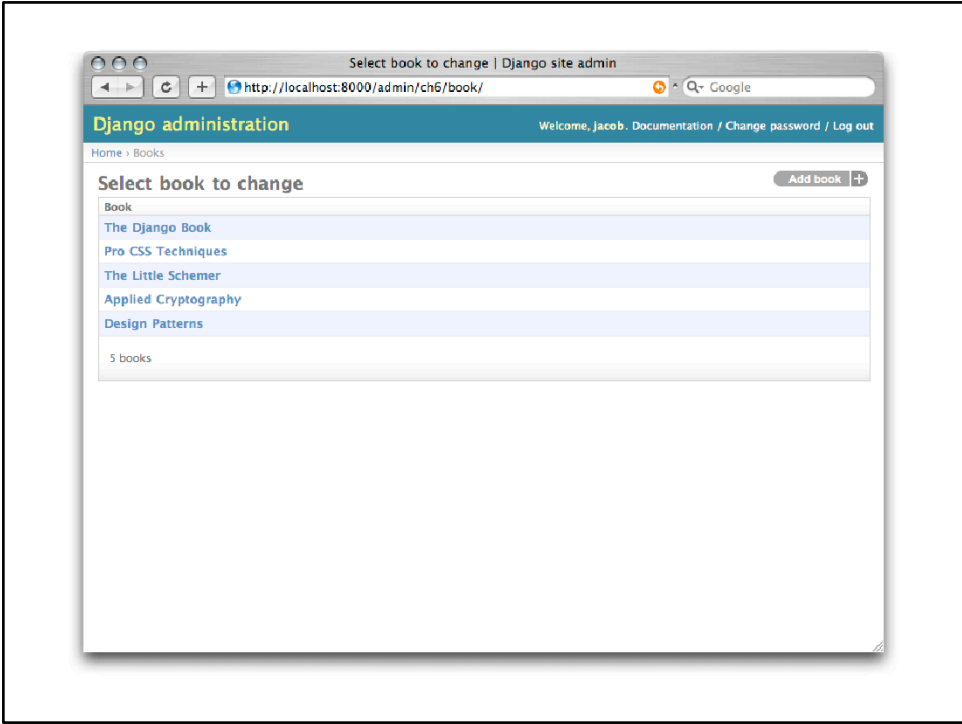 Select book to change | Django site admin
http://localhost:8000/admin/ch6/book/
Google
Django administration
Welcome, jacob. Documentation / Change password / Log out
Home › Books
Select book to change
Add book
Book
The Django Book
Pro CSS Techniques
The Little Schemer
Applied Cryptography
Design Patterns
5 books